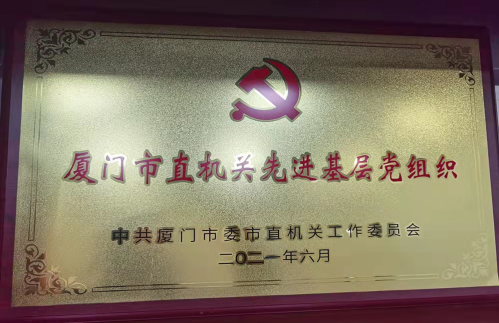 厦门市直机关先进基层党组织
中共厦门市委市直机关工作委员会
二〇二一年六月